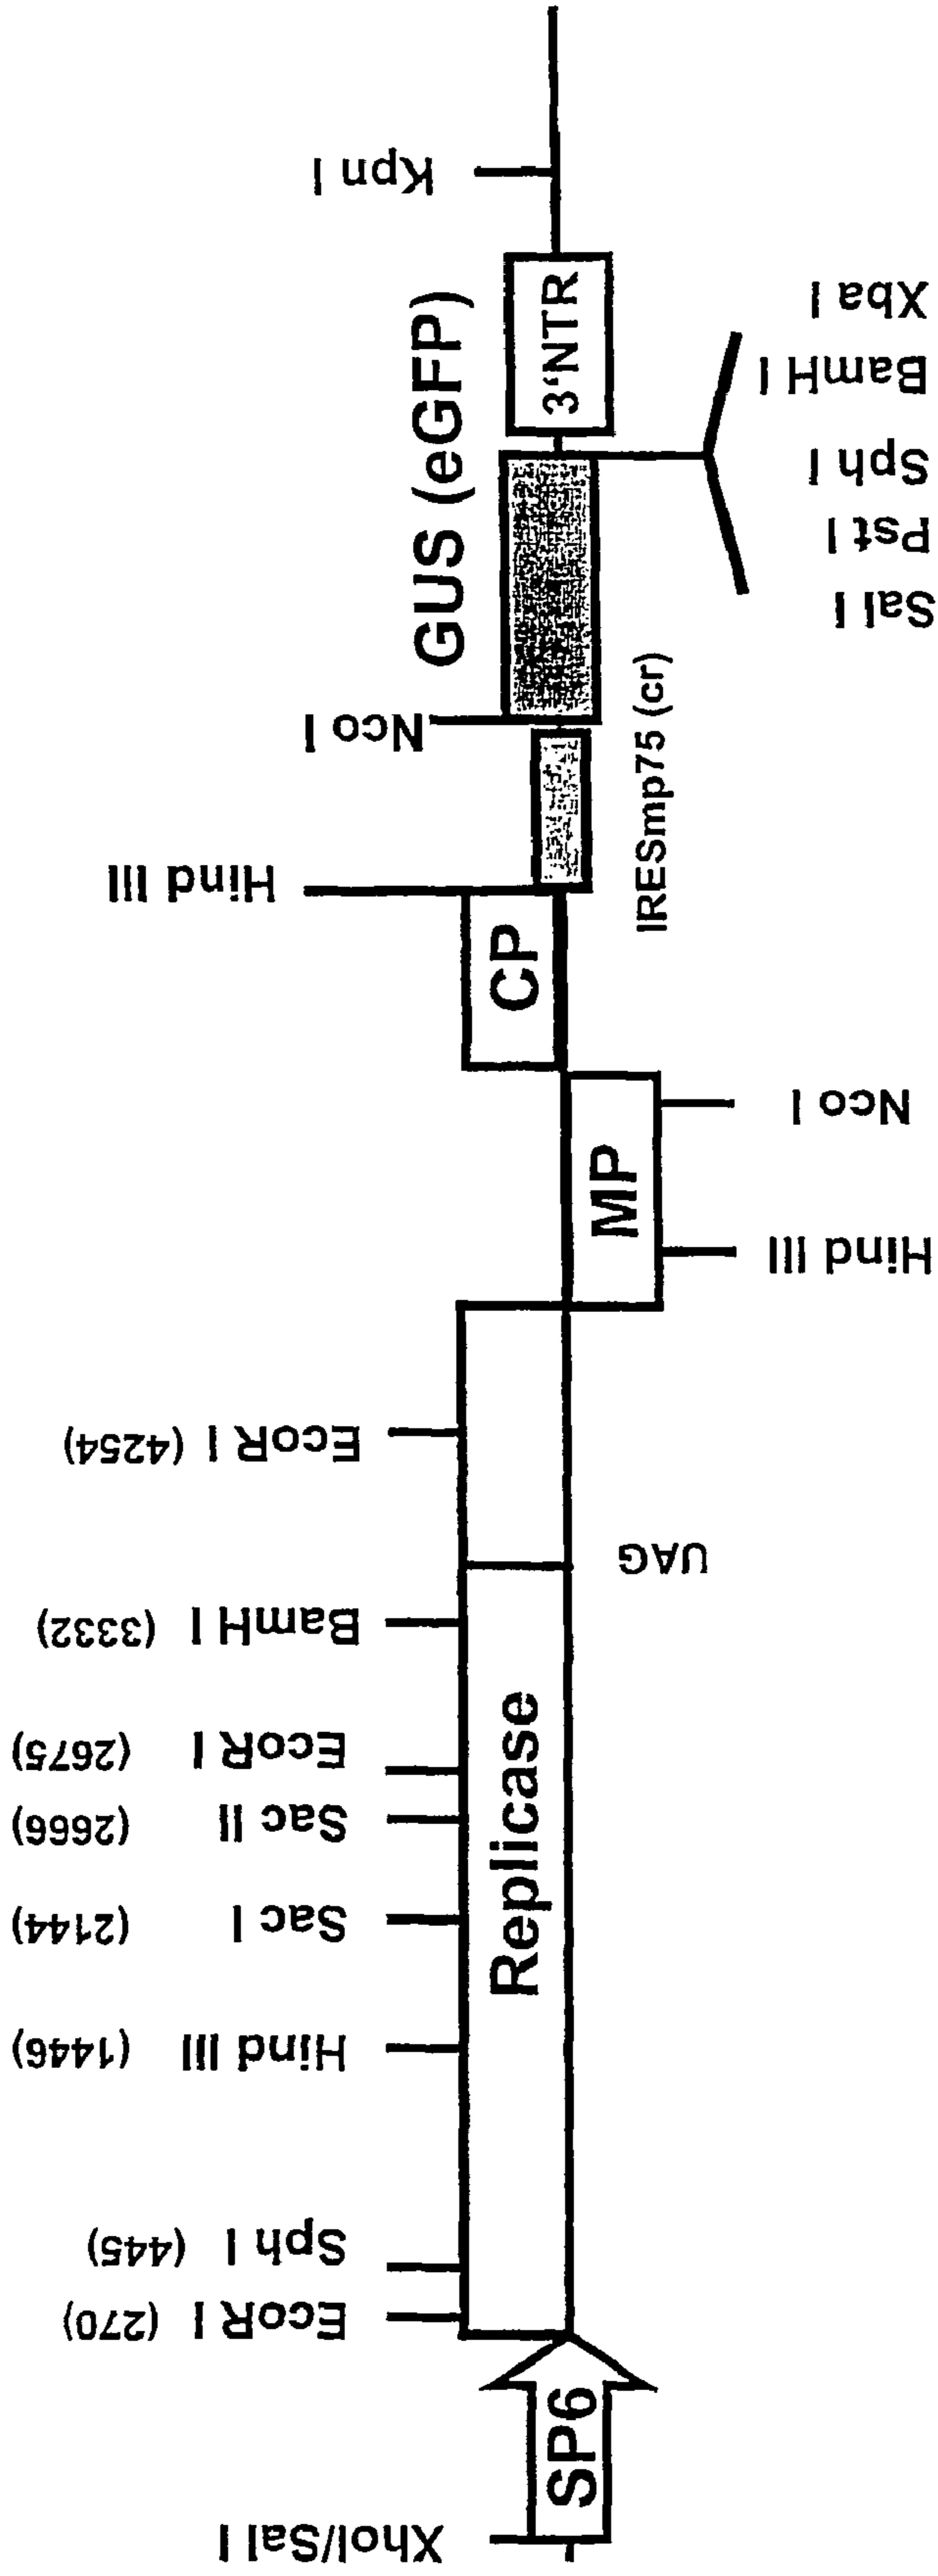 XhoI/Sal I
SP6
EcoR I (270)
Sph I (445)
Hind III (1446)
Sac I (2144)
Sac II (2666)
EcoR I (2675)
BamH I (3332)
EcoR I (4254)
Replicase
UAG
MP
Hind III
Nco I
CP
Hind III
IRESmp75 (cr)
Nco I
GUS (eGFP)
Sal I
Pst I
Sph I
BamH I
Xba I
3'NTR
Kpn I